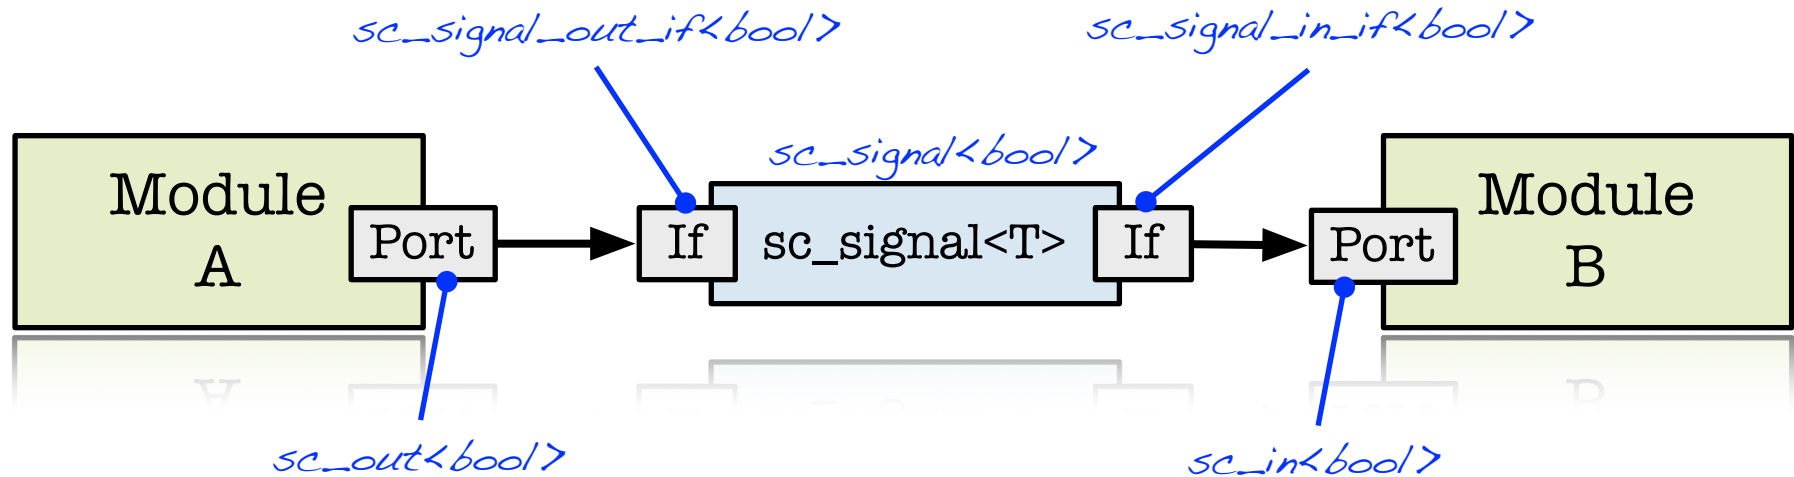 sc_signal_out_if<bool>
sc_signal_in_if<bool>
sc_signal<bool>
Module
A
Port
If
sc_signal<T>
If
Port
Module
B
sc_out<bool>
sc_in<bool>